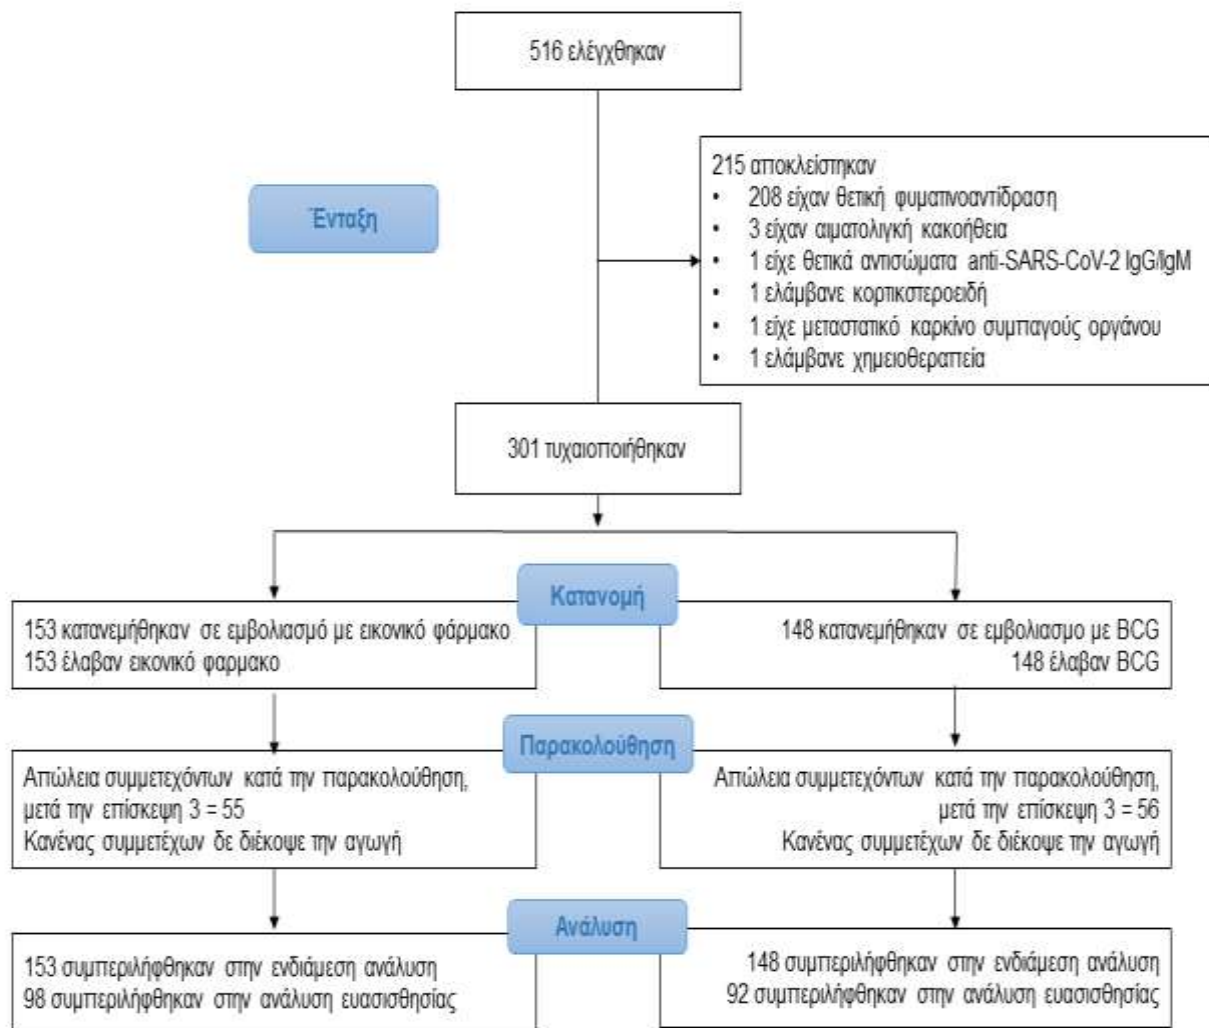 516 ελέγχθηκαν
215 αποκλείστηκαν
• 208 είχαν θετική φυματινοαντίδραση
• 3 είχαν αιματολιγκή κακοήθεια
• 1 είχε θετικά αντισώματα anti-SARS-CoV-2 IgG/IgM
• 1 ελάμβανε κορτικστεροειδή
• 1 είχε μεταστατικό καρκίνο συμπαγούς οργάνου
• 1 ελάμβανε χημειοθεραπεία
Ένταξη
301 τυχαιοποιήθηκαν
Κατανομή
153 κατανεμήθηκαν σε εμβολιασμό με εικονικό φάρμακο
153 έλαβαν εικονικό φαρμακο
148 κατανεμήθηκαν σε εμβολιασμο με BCG
148 έλαβαν BCG
Παρακολούθηση
Απώλεια συμμετεχόντων κατά την παρακολούθηση,
μετά την επίσκεψη 3 = 55
Κανένας συμμετέχων δε διέκοψε την αγωγή
Απώλεια συμμετεχόντων κατά την παρακολούθηση,
μετά την επίσκεψη 3 = 56
Κανένας συμμετέχων δε διέκοψε την αγωγή
Ανάλυση
153 συμπεριλήφθηκαν στην ενδιάμεση ανάλυση
98 συμπεριλήφθηκαν στην ανάλυση ευασισθησίας
148 συμπεριλήφθηκαν στην ενδιάμεση ανάλυση
92 συμπεριλήφθηκαν στην ανάλυση ευασισθησίας